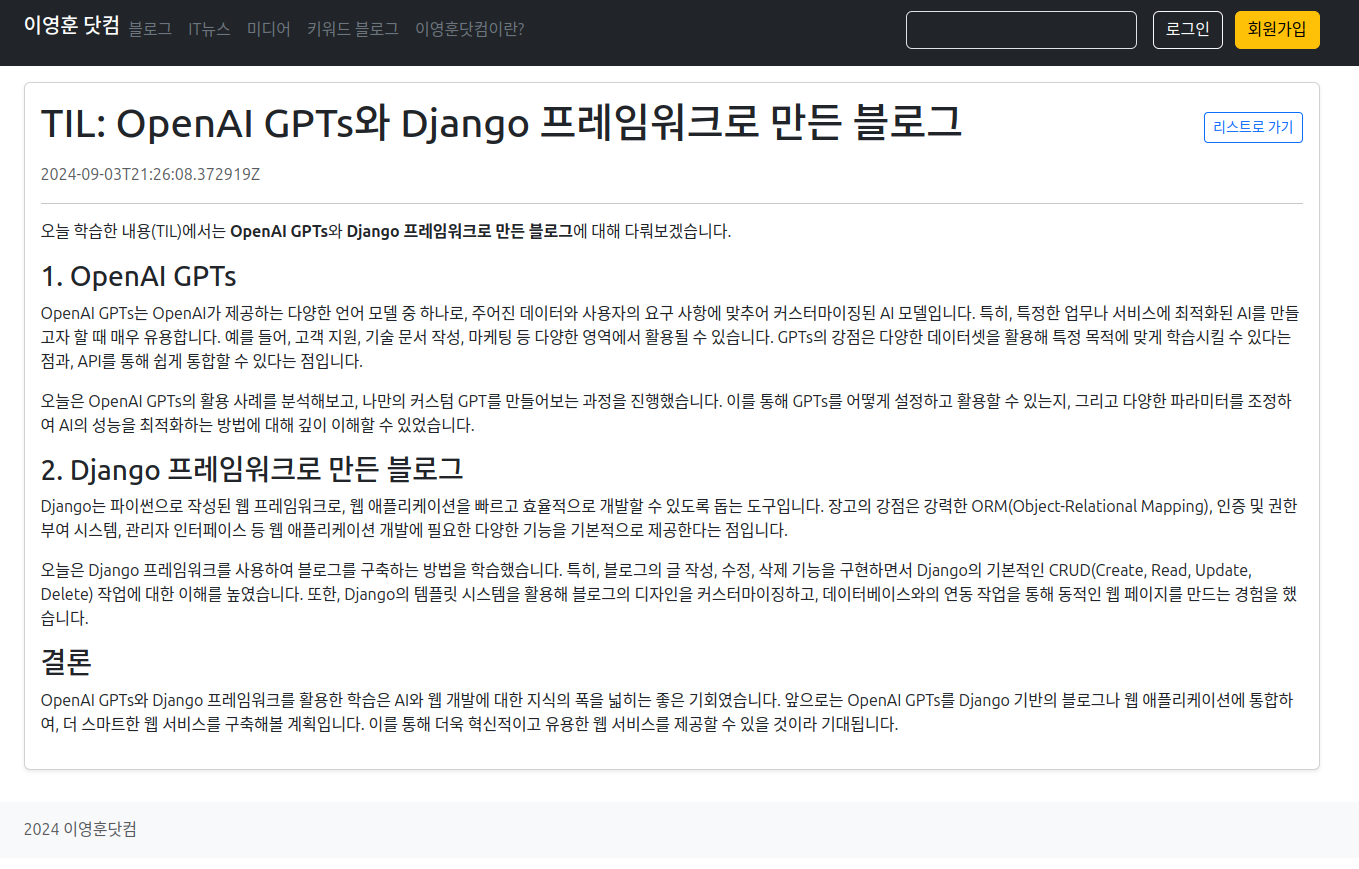 이영훈 닷컴 블로그 IT뉴스 미디어 키워드 블로그 이영훈닷컴이란? 로그인 회원가입
TIL: OpenAI GPTs와 Django 프레임워크로 만든 블로그
리스트로 가기
2024-09-03T21:26:08.372919Z
오늘 학습한 내용(TIL)에서는 OpenAI GPTs와 Django 프레임워크로 만든 블로그에 대해 다뤄보겠습니다.
1. OpenAI GPTs
OpenAI GPTs는 OpenAI가 제공하는 다양한 언어 모델 중 하나로, 주어진 데이터와 사용자의 요구 사항에 맞추어 커스터마이징된 AI 모델입니다. 특히, 특정한 업무나 서비스에 최적화된 AI를 만들
고자 할 때 매우 유용합니다. 예를 들어, 고객 지원, 기술 문서 작성, 마케팅 등 다양한 영역에서 활용될 수 있습니다. GPTs의 강점은 다양한 데이터셋을 활용해 특정 목적에 맞게 학습시킬 수 있다는
점과, API를 통해 쉽게 통합할 수 있다는 점입니다.
오늘은 OpenAI GPTs의 활용 사례를 분석해보고, 나만의 커스텀 GPT를 만들어보는 과정을 진행했습니다. 이를 통해 GPTs를 어떻게 설정하고 활용할 수 있는지, 그리고 다양한 파라미터를 조정하
여 AI의 성능을 최적화하는 방법에 대해 깊이 이해할 수 있었습니다.
2. Django 프레임워크로 만든 블로그
Django는 파이썬으로 작성된 웹 프레임워크로, 웹 애플리케이션을 빠르고 효율적으로 개발할 수 있도록 돕는 도구입니다. 장고의 강점은 강력한 ORM(Object-Relational Mapping), 인증 및 권한
부여 시스템, 관리자 인터페이스 등 웹 애플리케이션 개발에 필요한 다양한 기능을 기본적으로 제공한다는 점입니다.
오늘은 Django 프레임워크를 사용하여 블로그를 구축하는 방법을 학습했습니다. 특히, 블로그의 글 작성, 수정, 삭제 기능을 구현하면서 Django의 기본적인 CRUD(Create, Read, Update,
Delete) 작업에 대한 이해를 높였습니다. 또한, Django의 템플릿 시스템을 활용해 블로그의 디자인을 커스터마이징하고, 데이터베이스와의 연동 작업을 통해 동적인 웹 페이지를 만드는 경험을 했
습니다.
결론
OpenAI GPTs와 Django 프레임워크를 활용한 학습은 AI와 웹 개발에 대한 지식의 폭을 넓히는 좋은 기회였습니다. 앞으로는 OpenAI GPTs를 Django 기반의 블로그나 웹 애플리케이션에 통합하
여, 더 스마트한 웹 서비스를 구축해볼 계획입니다. 이를 통해 더욱 혁신적이고 유용한 웹 서비스를 제공할 수 있을 것이라 기대됩니다.
2024 이영훈닷컴